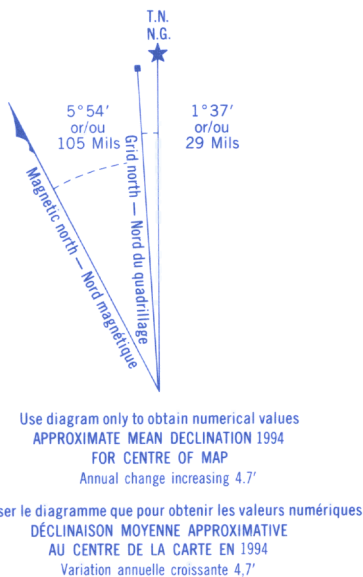 T.N.
N.G.
5°54′
or/ou
105 Mils
1°37′
or/ou
29 Mils
Grid north — Nord du quadrillage
Magnetic north — Nord magnétique
Use diagram only to obtain numerical values
APPROXIMATE MEAN DECLINATION 1994
FOR CENTRE OF MAP
Annual change increasing 4.7′
ser le diagramme que pour obtenir les valeurs numériques
DÉCLINAISON MOYENNE APPROXIMATIVE
AU CENTRE DE LA CARTE EN 1994
Variation annuelle croissante 4,7′